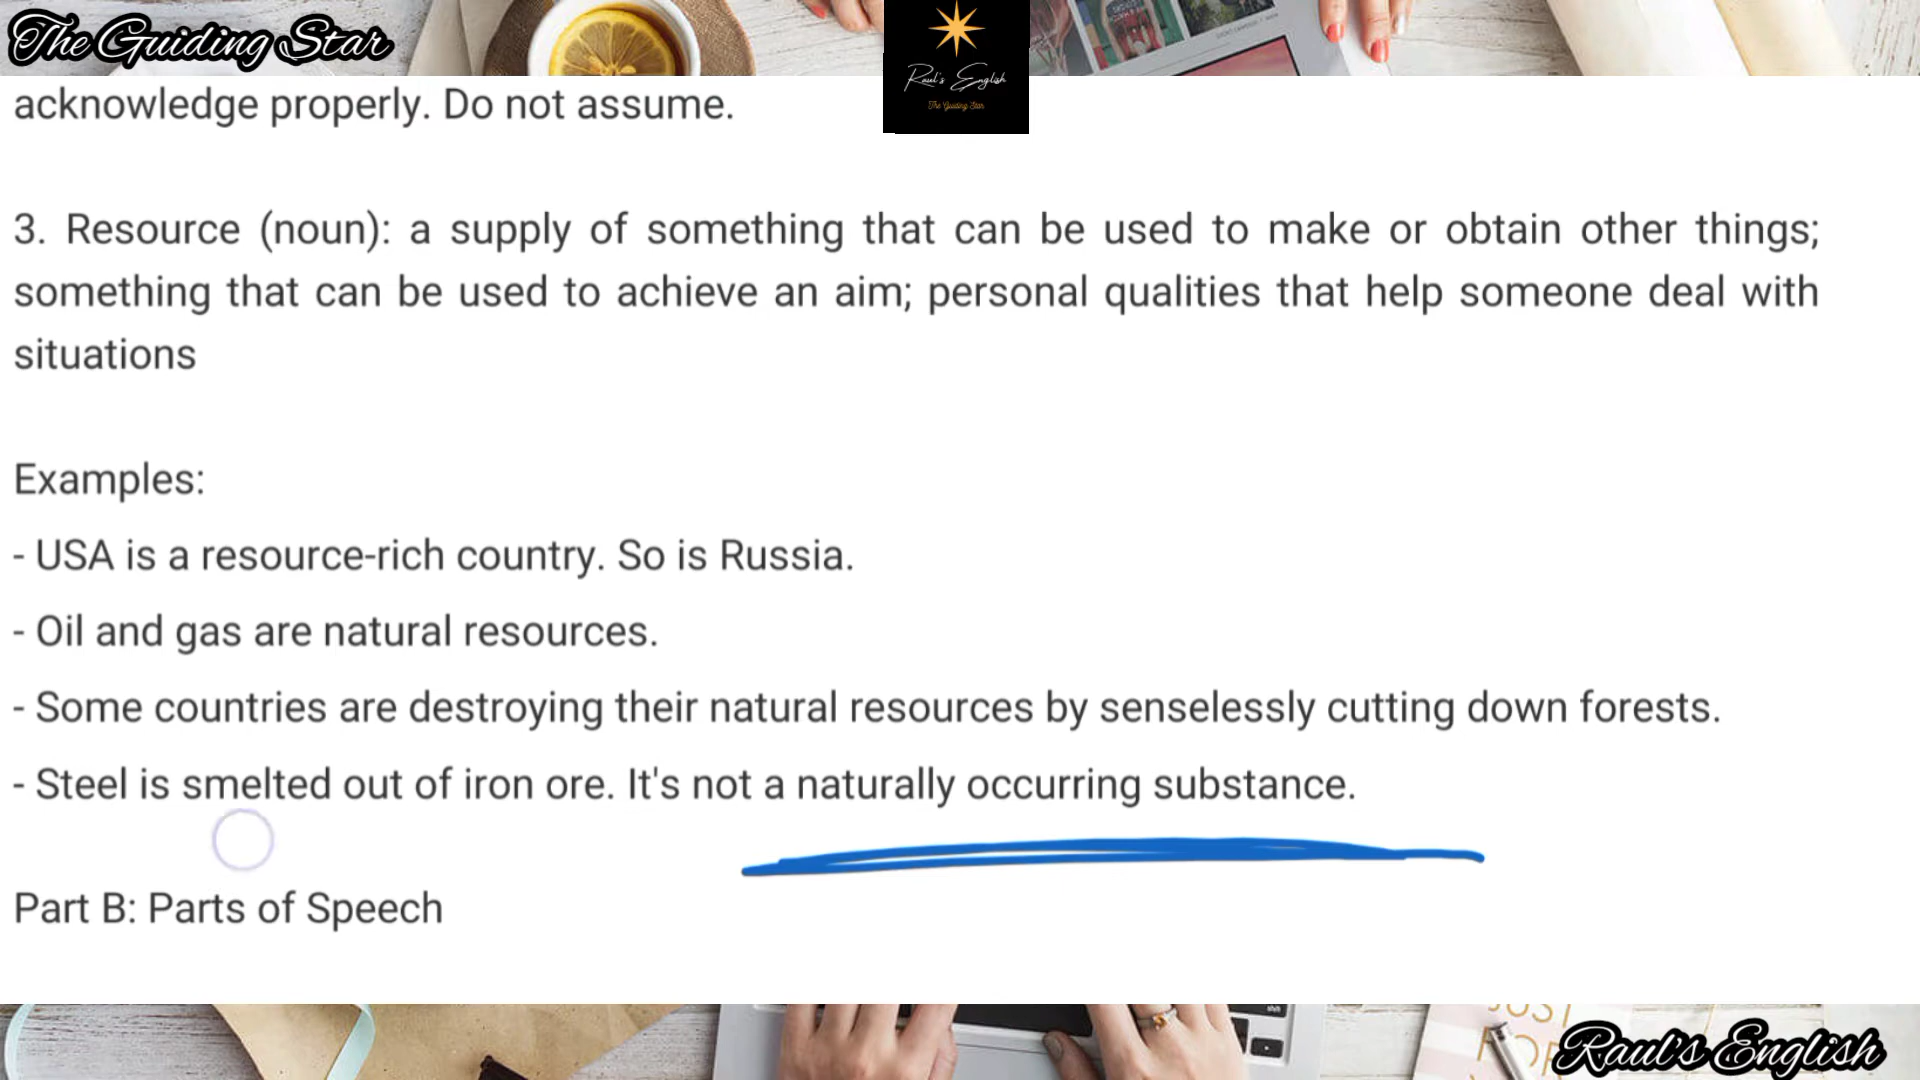 The Guiding Star
Raul's English
The Guiding Star
acknowledge properly. Do not assume.
3. Resource (noun): a supply of something that can be used to make or obtain other things;
something that can be used to achieve an aim; personal qualities that help someone deal with
situations
Examples:
- USA is a resource-rich country. So is Russia.
- Oil and gas are natural resources.
- Some countries are destroying their natural resources by senselessly cutting down forests.
- Steel is smelted out of iron ore. It's not a naturally occurring substance.
Part B: Parts of Speech
shift
JUST
FOR
Raul's English